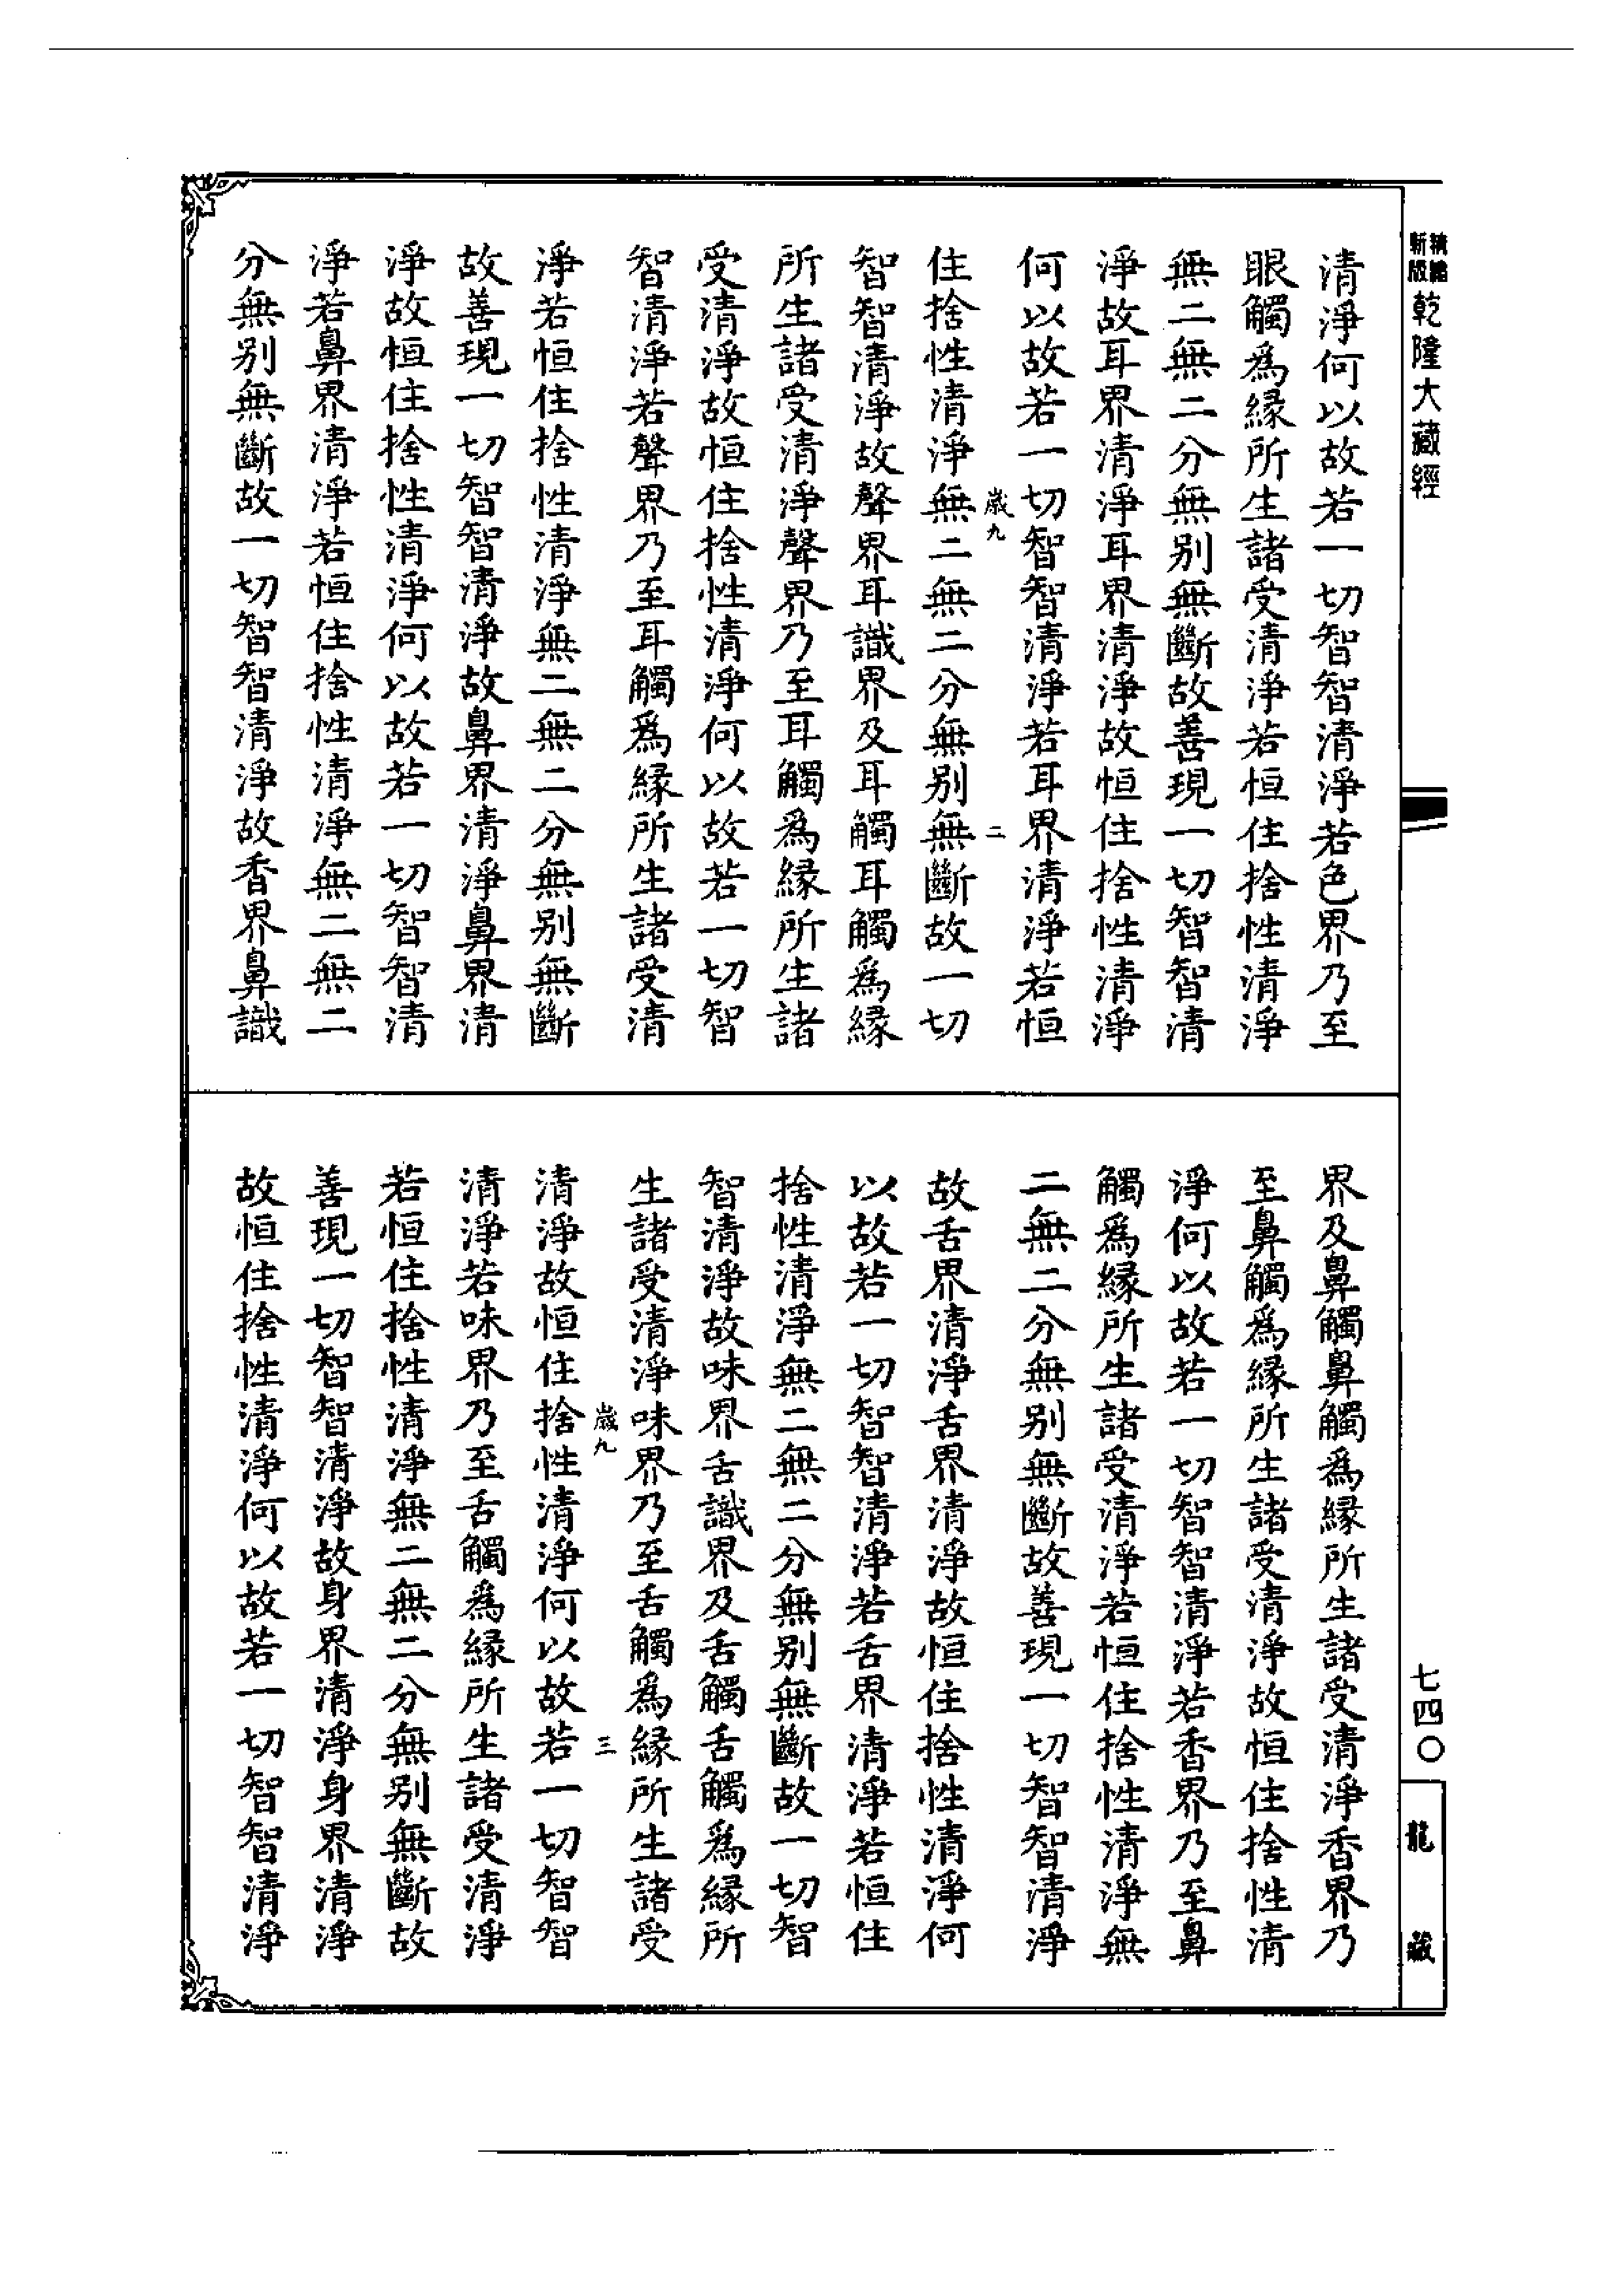 新版
乾隆大藏經
清淨何以故若一切智智清淨若色界乃至
眼觸爲緣所生諸受清淨若恒住捨性清淨
無二無二分無别無斷故善現一切智智清
淨故耳界清淨耳界清淨故恒住捨性清淨
何以故若一切智智清淨若耳界清淨若恒
歲九 二
住捨性清淨無二無二分無别無斷故一切
智智清淨故聲界耳識界及耳觸耳觸爲緣
所生諸受清淨聲界乃至耳觸爲緣所生諸
受清淨故恒住捨性清淨何以故若一切智
智清淨若聲界乃至耳觸爲緣所生諸受清
淨若恒住捨性清淨無二無二分無别無斷
故善現一切智智清淨故鼻界清淨鼻界清
淨故恒住捨性清淨何以故若一切智智清
淨若鼻界清淨若恒住捨性清淨無二無二
分無别無斷故一切智智清淨故香界鼻識
界及鼻觸鼻觸爲緣所生諸受清淨香界乃
至鼻觸爲緣所生諸受清淨故恒住捨性清
淨何以故若一切智智清淨若香界乃至鼻
觸爲緣所生諸受清淨若恒住捨性清淨無
二無二分無别無斷故善現一切智智清淨
故舌界清淨舌界清淨故恒住捨性清淨何
以故若一切智智清淨若舌界清淨若恒住
捨性清淨無二無二分無别無斷故一切智
智清淨故味界舌識界及舌觸舌觸爲緣所
生諸受清淨味界乃至舌觸爲緣所生諸受
歲九 三
清淨故恒住捨性清淨何以故若一切智智
清淨若味界乃至舌觸爲緣所生諸受清淨
若恒住捨性清淨無二無二分無别無斷故
善現一切智智清淨故身界清淨身界清淨
故恒住捨性清淨何以故若一切智智清淨
七四〇
龍藏